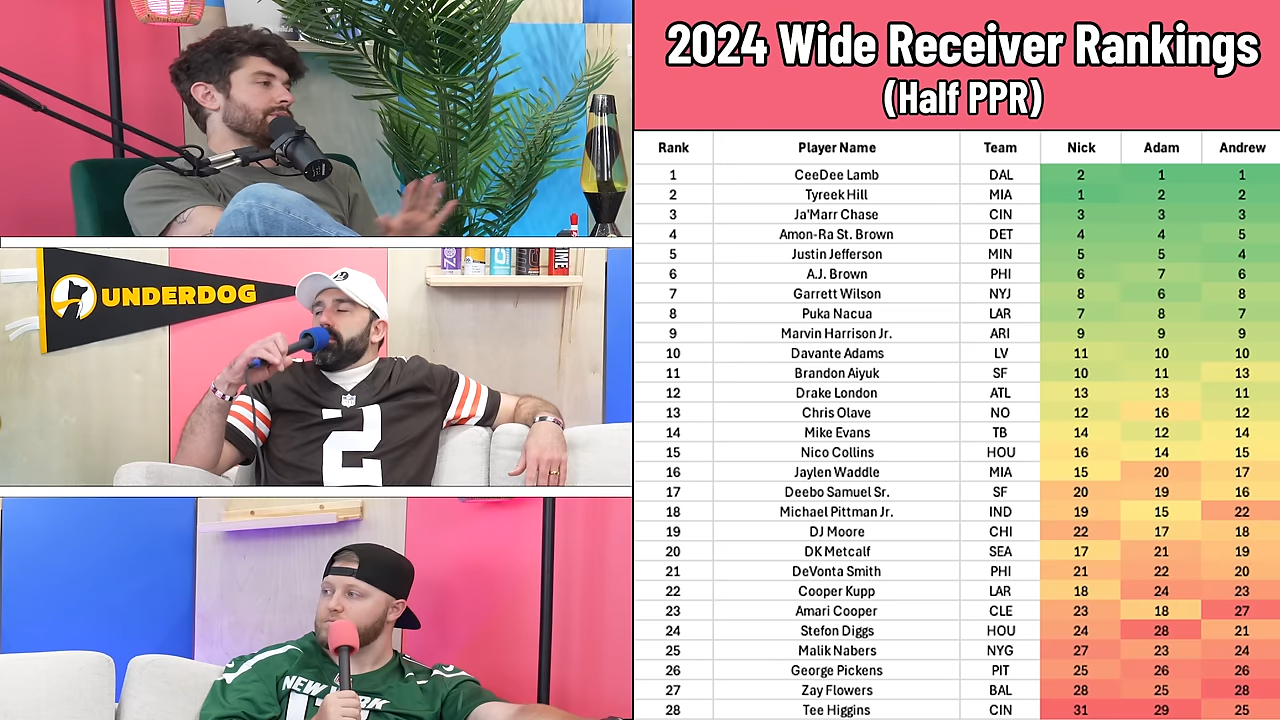 UNDERDOG
2
NEW YORK
2024 Wide Receiver Rankings
(Half PPR)
Rank Player Name Team Nick Adam Andrew
1 CeeDee Lamb DAL 2 1 1
2 Tyreek Hill MIA 1 2 2
3 Ja'Marr Chase CIN 3 3 3
4 Amon-Ra St. Brown DET 4 4 5
5 Justin Jefferson MIN 5 5 4
6 A.J. Brown PHI 6 7 6
7 Garrett Wilson NYJ 8 6 8
8 Puka Nacua LAR 7 8 7
9 Marvin Harrison Jr. ARI 9 9 9
10 Davante Adams LV 11 10 10
11 Brandon Aiyuk SF 10 11 13
12 Drake London ATL 13 13 11
13 Chris Olave NO 12 16 12
14 Mike Evans TB 14 12 14
15 Nico Collins HOU 16 14 15
16 Jaylen Waddle MIA 15 20 17
17 Deebo Samuel Sr. SF 20 19 16
18 Michael Pittman Jr. IND 19 15 22
19 DJ Moore CHI 22 17 18
20 DK Metcalf SEA 17 21 19
21 DeVonta Smith PHI 21 22 20
22 Cooper Kupp LAR 18 24 23
23 Amari Cooper CLE 23 18 27
24 Stefon Diggs HOU 24 28 21
25 Malik Nabers NYG 27 23 24
26 George Pickens PIT 25 26 26
27 Zay Flowers BAL 28 25 28
28 Tee Higgins CIN 31 29 25